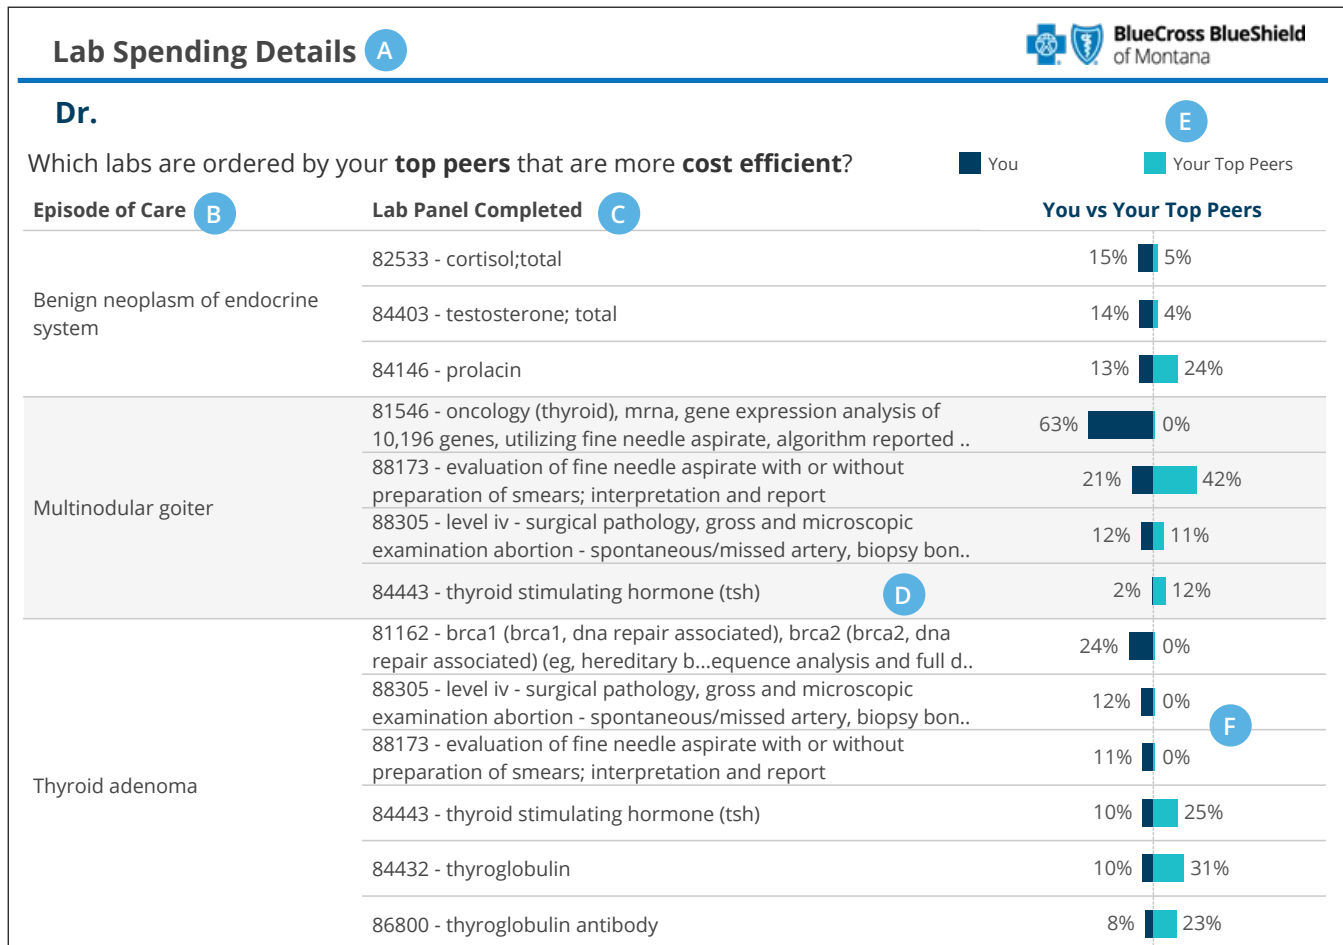 Lab Spending Details A
BlueCross BlueShield
of Montana
Dr.
E
Which labs are ordered by your top peers that are more cost efficient?
You
Your Top Peers
Episode of Care B
Lab Panel Completed C
You vs Your Top Peers
Benign neoplasm of endocrine
system
82533 - cortisol;total
15% 5%
84403 - testosterone; total
14% 4%
84146 - prolacin
13% 24%
Multinodular goiter
81546 - oncology (thyroid), mrna, gene expression analysis of
10,196 genes, utilizing fine needle aspirate, algorithm reported ..
63% 0%
88173 - evaluation of fine needle aspirate with or without
preparation of smears; interpretation and report
21% 42%
88305 - level iv - surgical pathology, gross and microscopic
examination abortion - spontaneous/missed artery, biopsy bon..
12% 11%
84443 - thyroid stimulating hormone (tsh) D
2% 12%
Thyroid adenoma
81162 - brca1 (brca1, dna repair associated), brca2 (brca2, dna
repair associated) (eg, hereditary b...equence analysis and full d..
24% 0%
88305 - level iv - surgical pathology, gross and microscopic
examination abortion - spontaneous/missed artery, biopsy bon..
12% 0%
F
88173 - evaluation of fine needle aspirate with or without
preparation of smears; interpretation and report
11% 0%
84443 - thyroid stimulating hormone (tsh)
10% 25%
84432 - thyroglobulin
10% 31%
86800 - thyroglobulin antibody
8% 23%